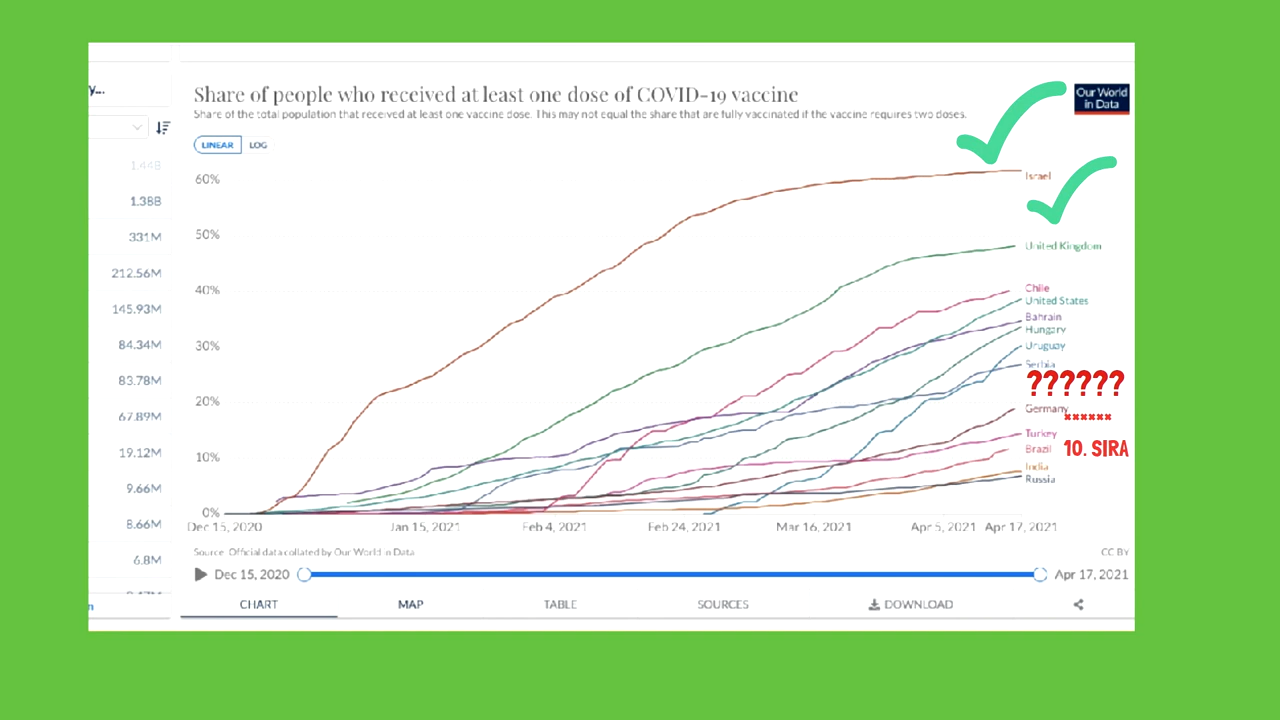 y...
Share of people who received at least one dose of COVID-19 vaccine
Share of the total population that received at least one vaccine dose. This may not equal the share that are fully vaccinated if the vaccine requires two doses.
Our World
in Data
LINEAR LOG
1.44B
1.38B
331M
212.56M
145.93M
84.34M
83.78M
67.89M
19.12M
9.66M
8.66M
6.8M
60%
50%
40%
30%
20%
10%
0%
Israel
United Kingdom
Chile
United States
Bahrain
Hungary
Uruguay
Serbia
??????
Germany
Turkey
Brazil
10. SIRA
India
Russia
Dec 15, 2020 Jan 15, 2021 Feb 4, 2021 Feb 24, 2021 Mar 16, 2021 Apr 5, 2021 Apr 17, 2021
Source: Official data collated by Our World in Data
CC BY
Dec 15, 2020 Apr 17, 2021
CHART MAP TABLE SOURCES DOWNLOAD